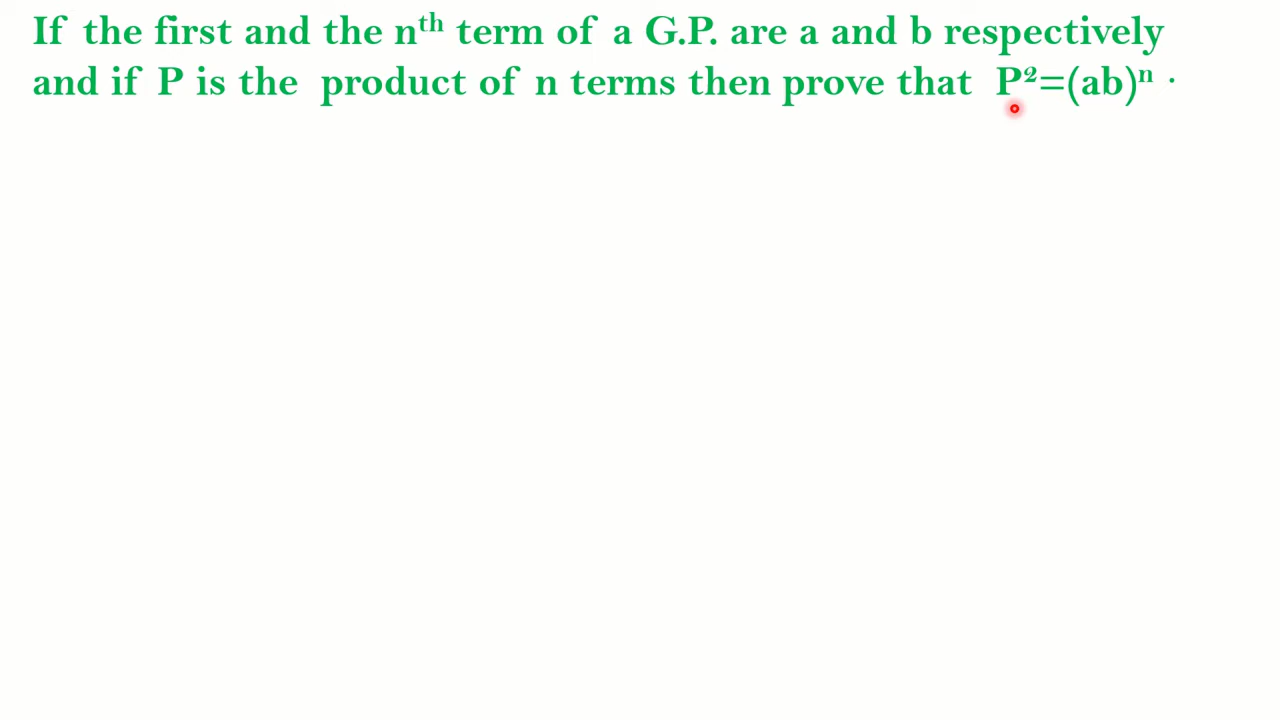 If the first and the nᵗʰ term of a G.P. are a and b respectively
and if P is the product of n terms then prove that P²=(ab)ⁿ .